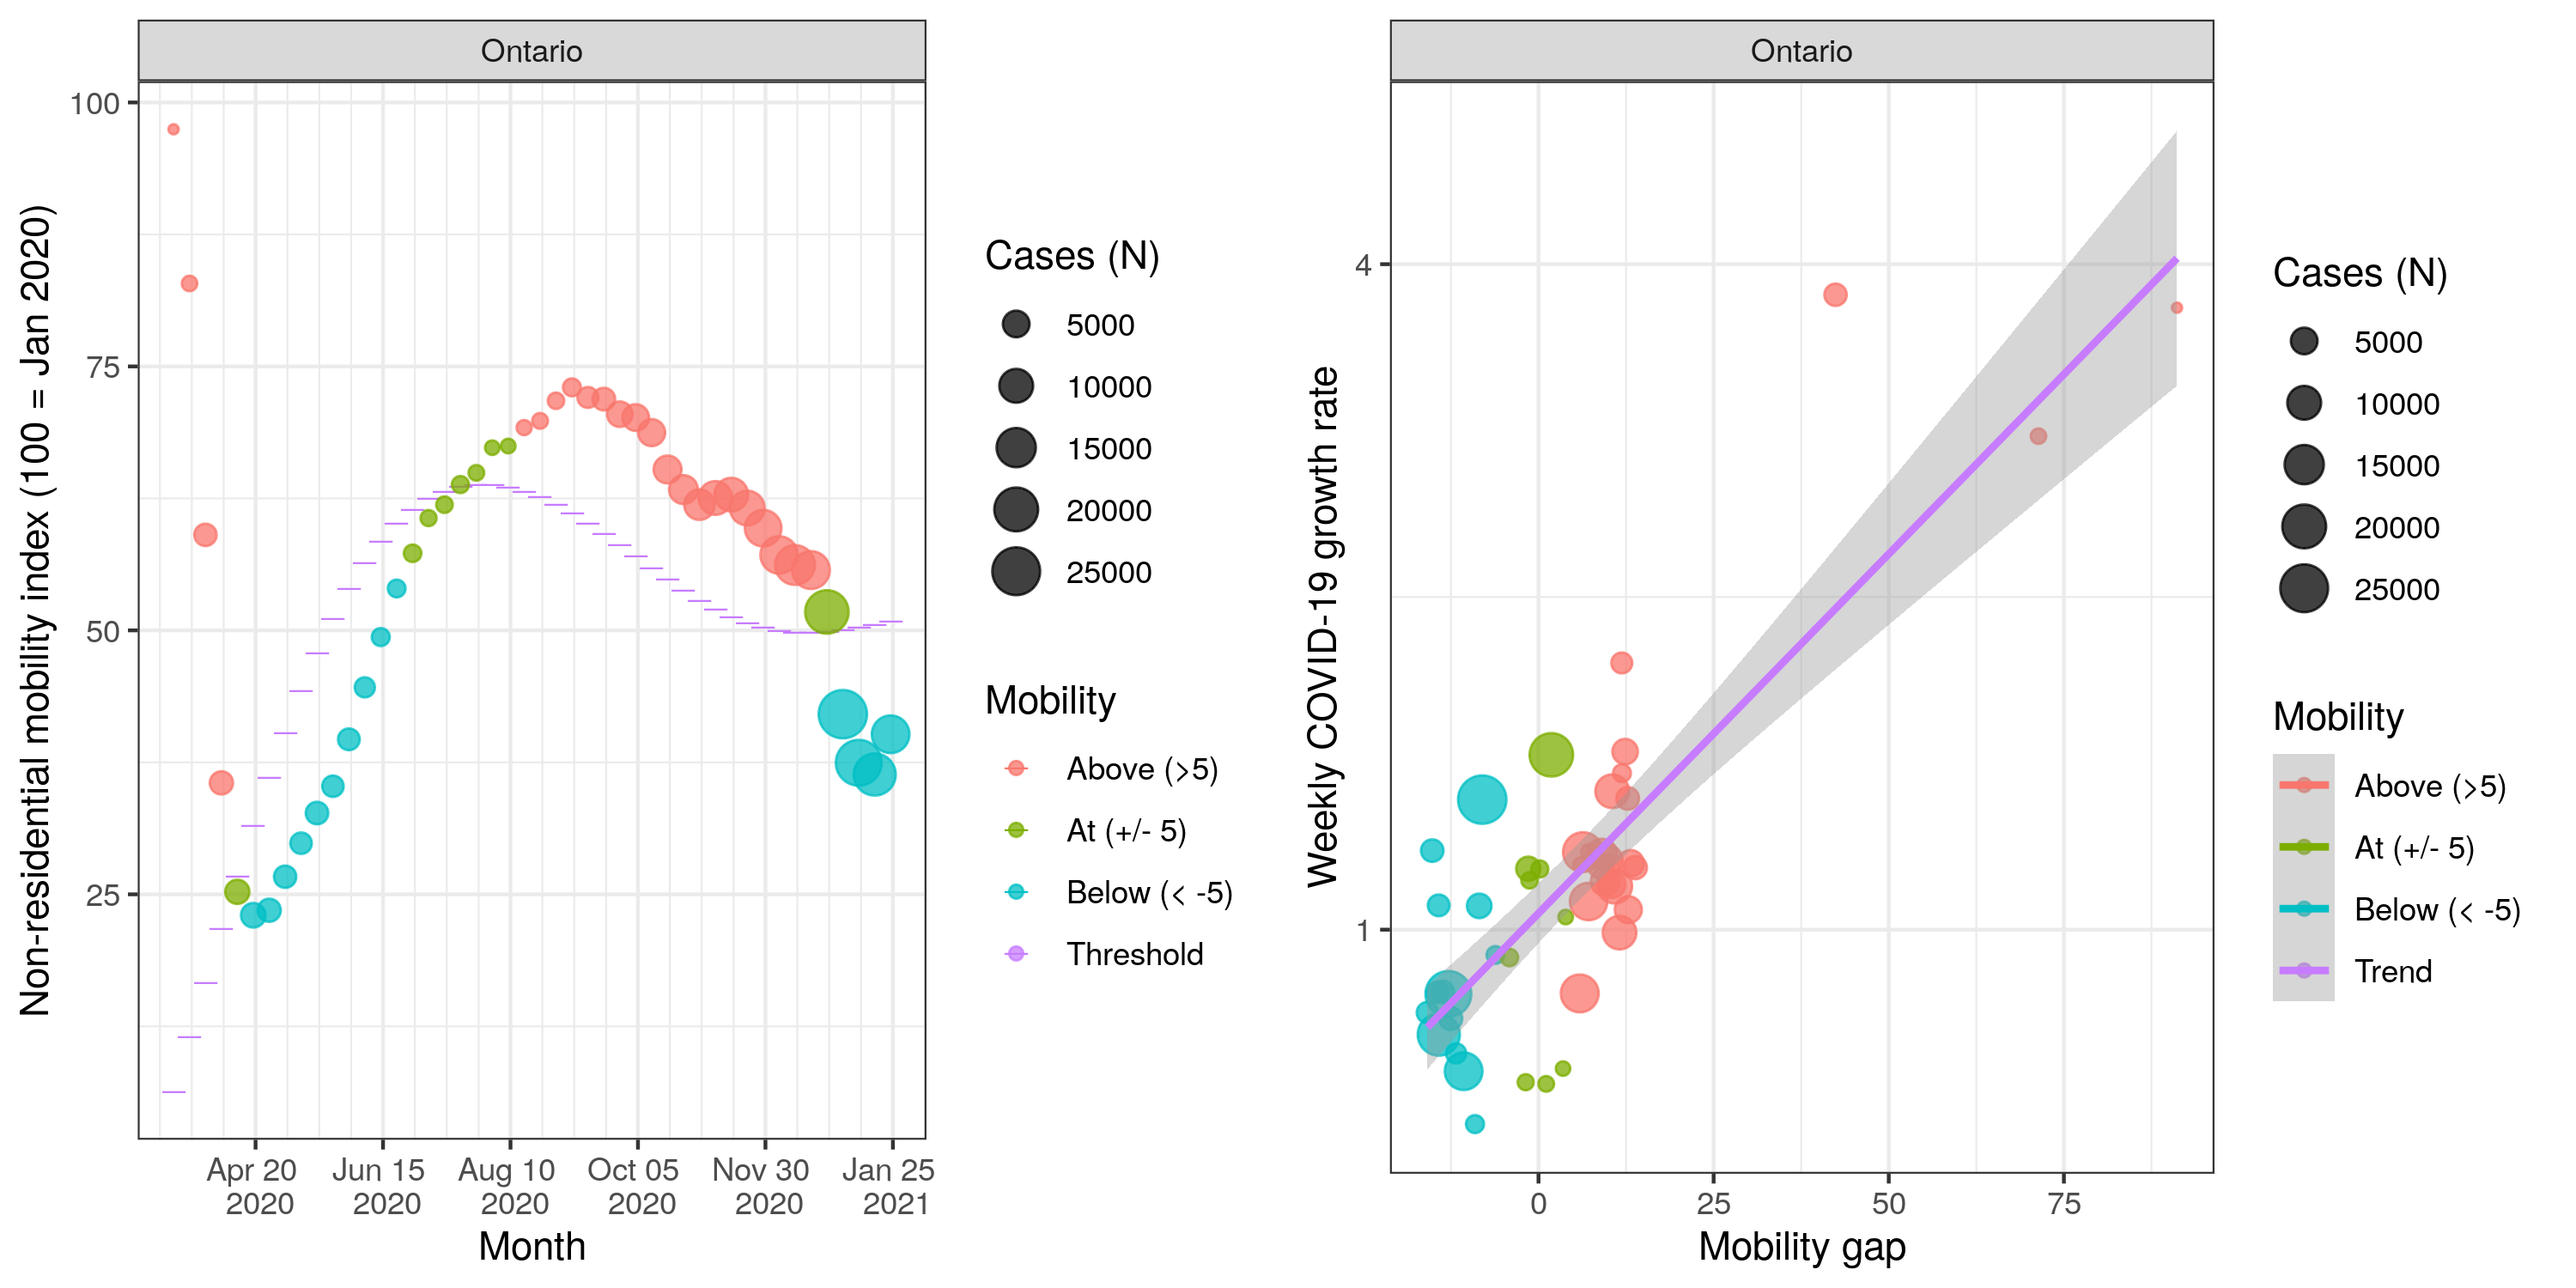 Ontario
Non-residential mobility index (100 = Jan 2020)
100
75
50
25
Apr 20 Jun 15 Aug 10 Oct 05 Nov 30 Jan 25
2020 2020 2020 2020 2020 2021
Month
Cases (N)
5000
10000
15000
20000
25000
Mobility
Above (>5)
At (+/- 5)
Below (< -5)
Threshold
Ontario
Weekly COVID-19 growth rate
4
1
0 25 50 75
Mobility gap
Cases (N)
5000
10000
15000
20000
25000
Mobility
Above (>5)
At (+/- 5)
Below (< -5)
Trend